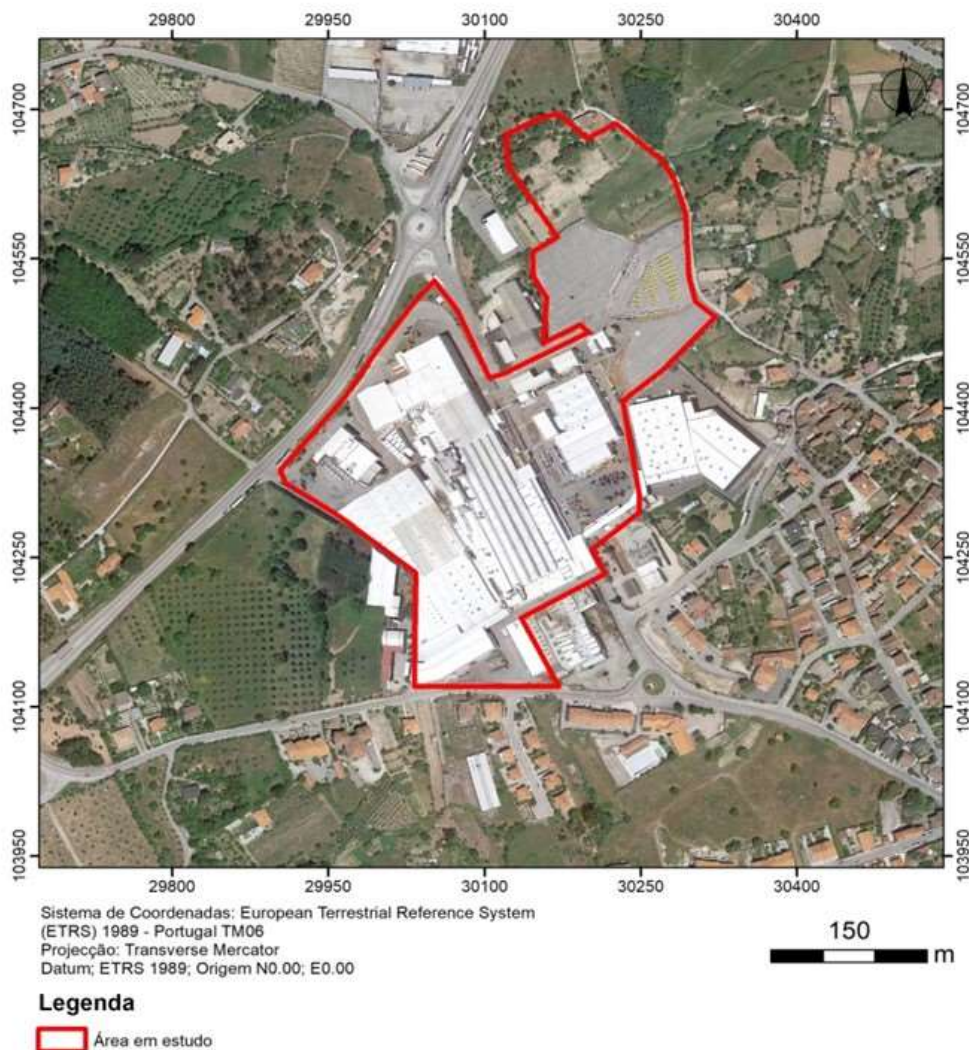 29800 29950 30100 30250 30400
104700 104700
104550 104550
104400 104400
104250 104250
104100 104100
103950 103950
29800 29950 30100 30250 30400
Sistema de Coordenadas: European Terrestrial Reference System
(ETRS) 1989 - Portugal TM06
Projecção: Transverse Mercator
Datum; ETRS 1989; Origem N0.00; E0.00
150
m
Legenda
Área em estudo